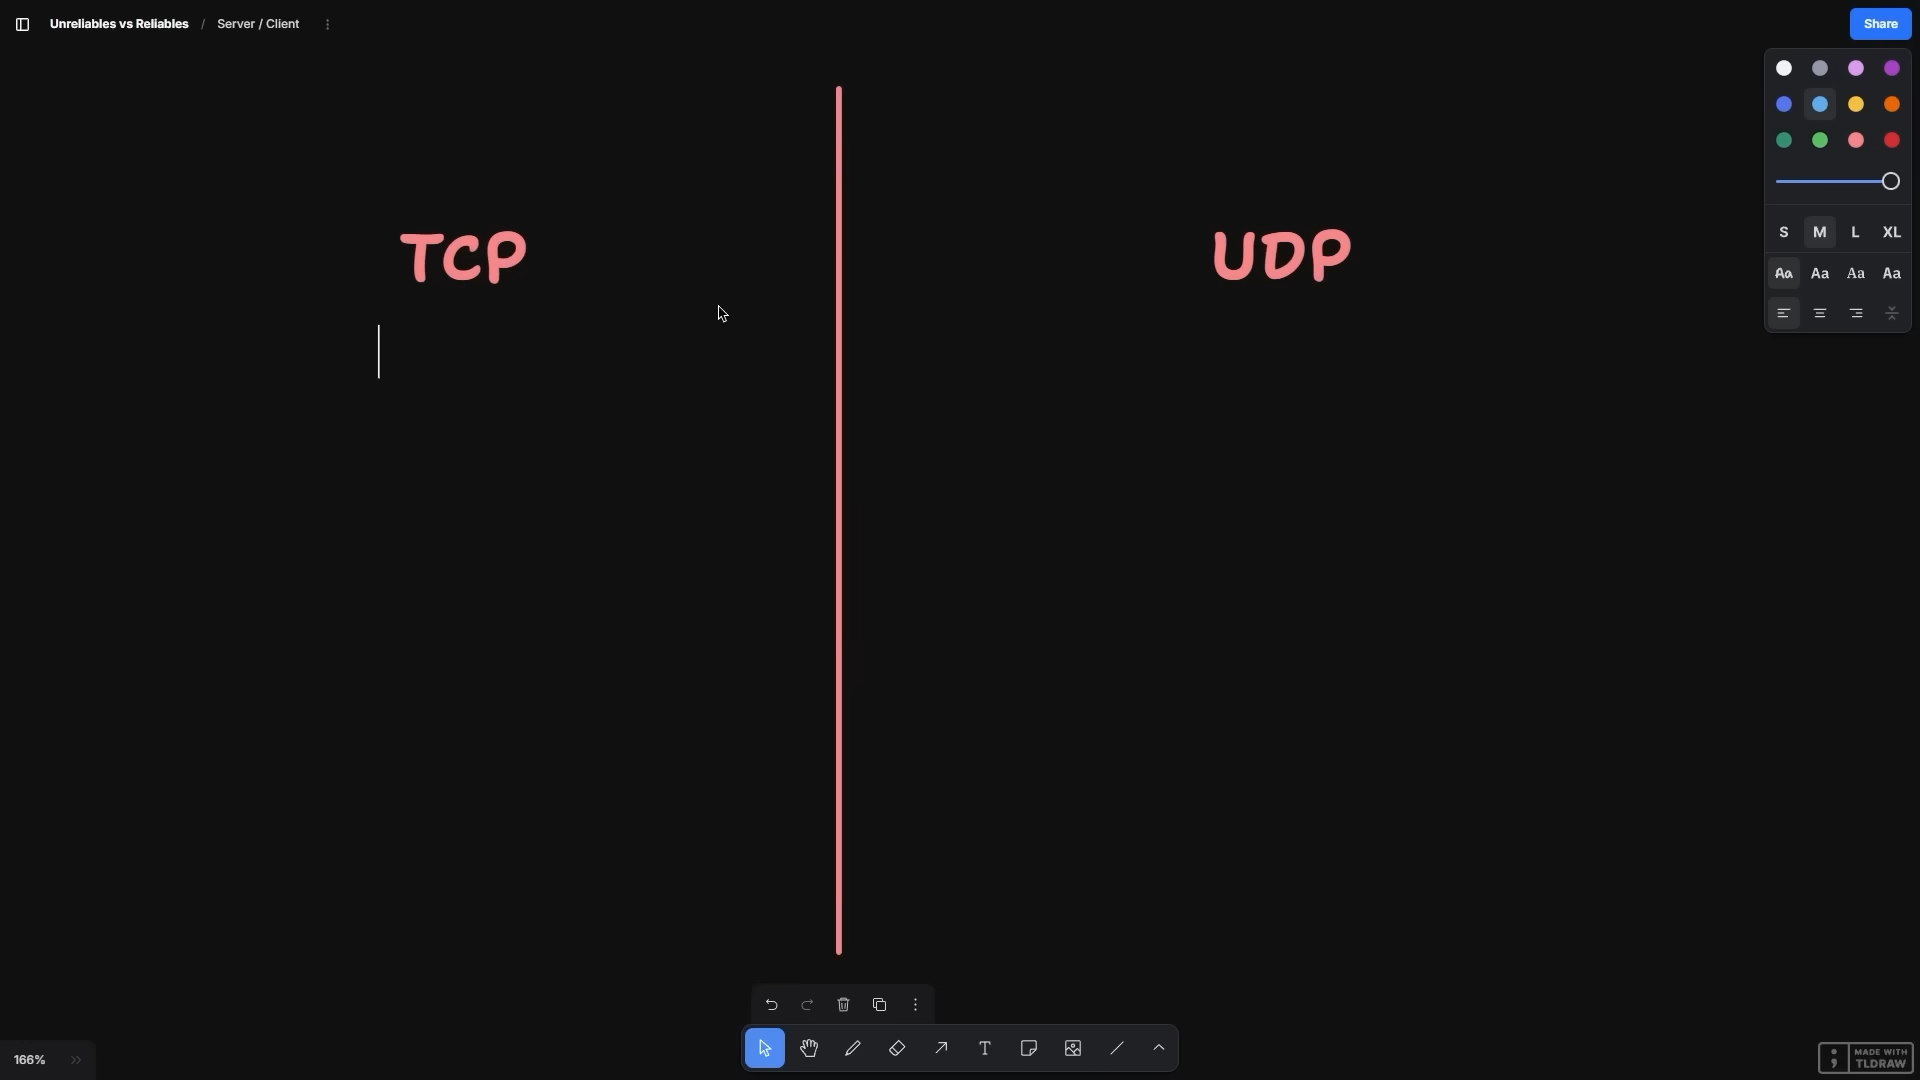 Unreliables vs Reliables / Server / Client
Share
TCP
UDP
S M L XL
Aa Aa Aa Aa
T
166%
MADE WITH
TLDRAW